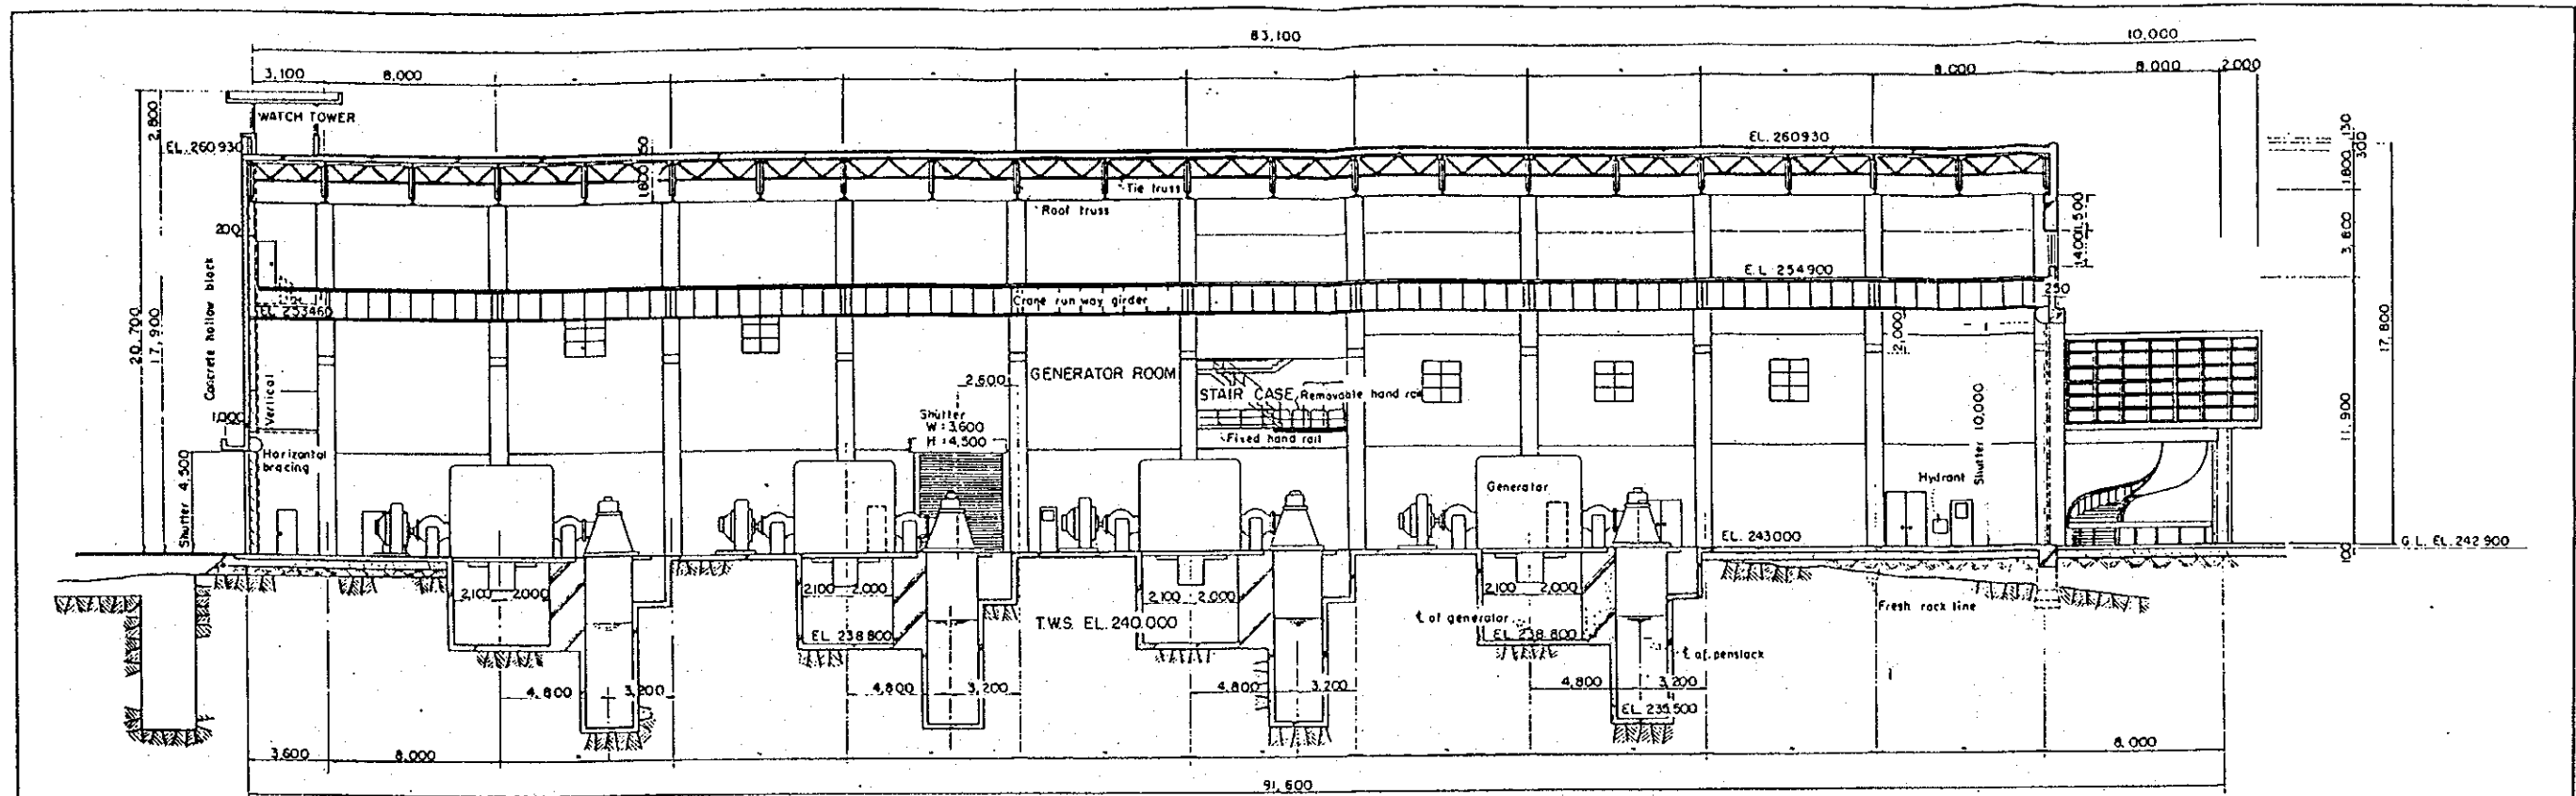 83,100
10,000
3,100
8,000
8,000
8,000
2,000
WATCH TOWER
2,800
EL. 260930
EL. 260930
130
300
1,800
1,800
Tie truss
Roof truss
200
1,500
1,400
3,800
E.L. 254900
Crane run way girder
EL 253460
250
2,000
20,700
17,900
Concrete hollow block
Vertical
17,800
GENERATOR ROOM
2,600
STAIR CASE
Removable hand rail
Shutter
W=3,600
H=4,500
Fixed hand rail
1,000
Horizontal
bracing
Shutter 4,500
Shutter 10,000
11,900
Generator
Hydrant
EL. 243000
G.L. EL. 242 900
100
2,100
2,000
2,100
2,000
2,100
2,000
2,100
2,000
EL 238 800
T.W.S. EL. 240.000
℄ of generator
EL 238 800
Fresh rock line
℄ of penstock
4,800
3,200
4,800
3,200
4,800
3,200
4,800
3,200
EL 235500
3,600
8,000
8,000
91,600